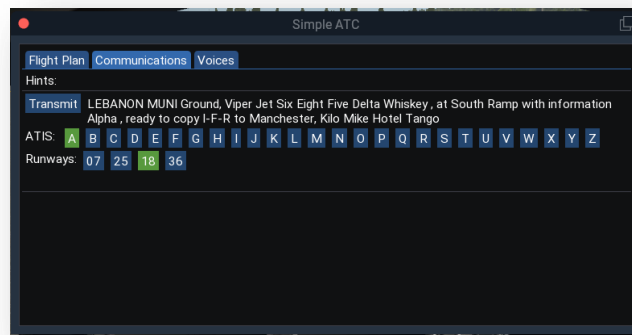 Simple ATC
Flight Plan Communications Voices
Hints:
Transmit LEBANON MUNI Ground, Viper Jet Six Eight Five Delta Whiskey , at South Ramp with information
Alpha , ready to copy I-F-R to Manchester, Kilo Mike Hotel Tango
ATIS: A B C D E F G H I J K L M N O P Q R S T U V W X Y Z
Runways: 07 25 18 36